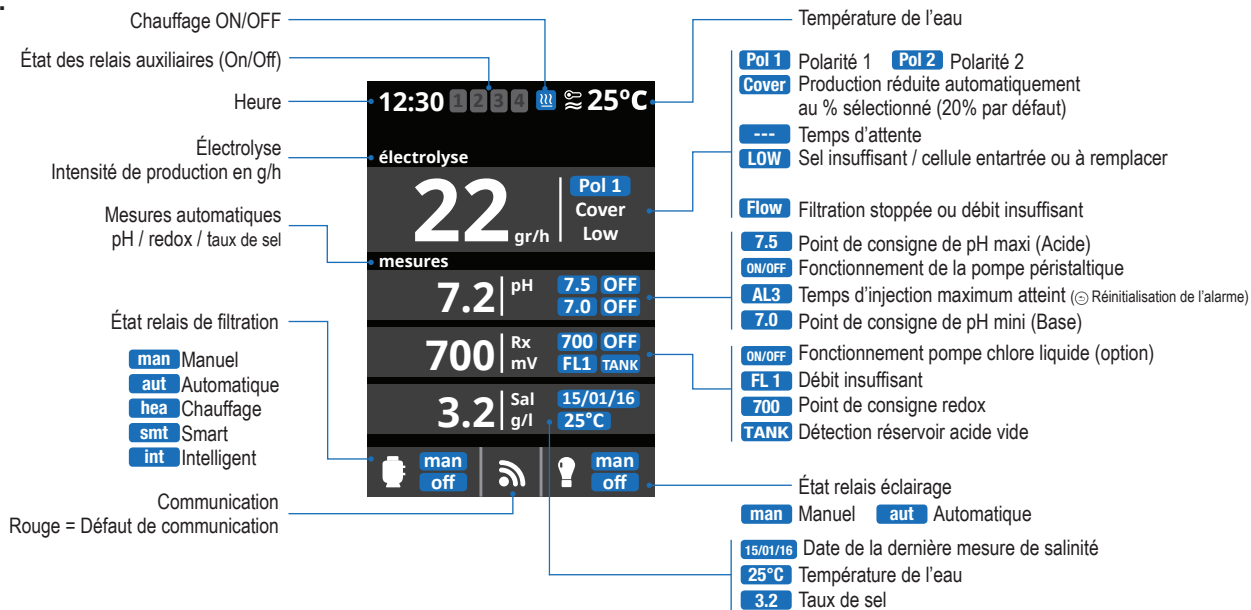 Chauffage ON/OFF
État des relais auxiliaires (On/Off)
Heure
Électrolyse
Intensité de production en g/h
Mesures automatiques
pH / redox / taux de sel
État relais de filtration
man Manuel
aut Automatique
hea Chauffage
smt Smart
int Intelligent
Communication
Rouge = Défaut de communication
12:30 1 2 3 4 25°C
électrolyse
22 gr/h
Pol 1
Cover
Low
mesures
7.2 pH 7.5 OFF
7.0 OFF
700 Rx 700 OFF
mV FL1 TANK
3.2 Sal 15/01/16
g/l 25°C
man man
off off
Température de l'eau
Pol 1 Polarité 1 Pol 2 Polarité 2
Cover Production réduite automatiquement
au % sélectionné (20% par défaut)
--- Temps d'attente
LOW Sel insuffisant / cellule entartrée ou à remplacer
Flow Filtration stoppée ou débit insuffisant
7.5 Point de consigne de pH maxi (Acide)
ON/OFF Fonctionnement de la pompe péristaltique
AL3 Temps d'injection maximum atteint (⊝ Réinitialisation de l'alarme)
7.0 Point de consigne de pH mini (Base)
ON/OFF Fonctionnement pompe chlore liquide (option)
FL 1 Débit insuffisant
700 Point de consigne redox
TANK Détection réservoir acide vide
État relais éclairage
man Manuel aut Automatique
15/01/16 Date de la dernière mesure de salinité
25°C Température de l'eau
3.2 Taux de sel